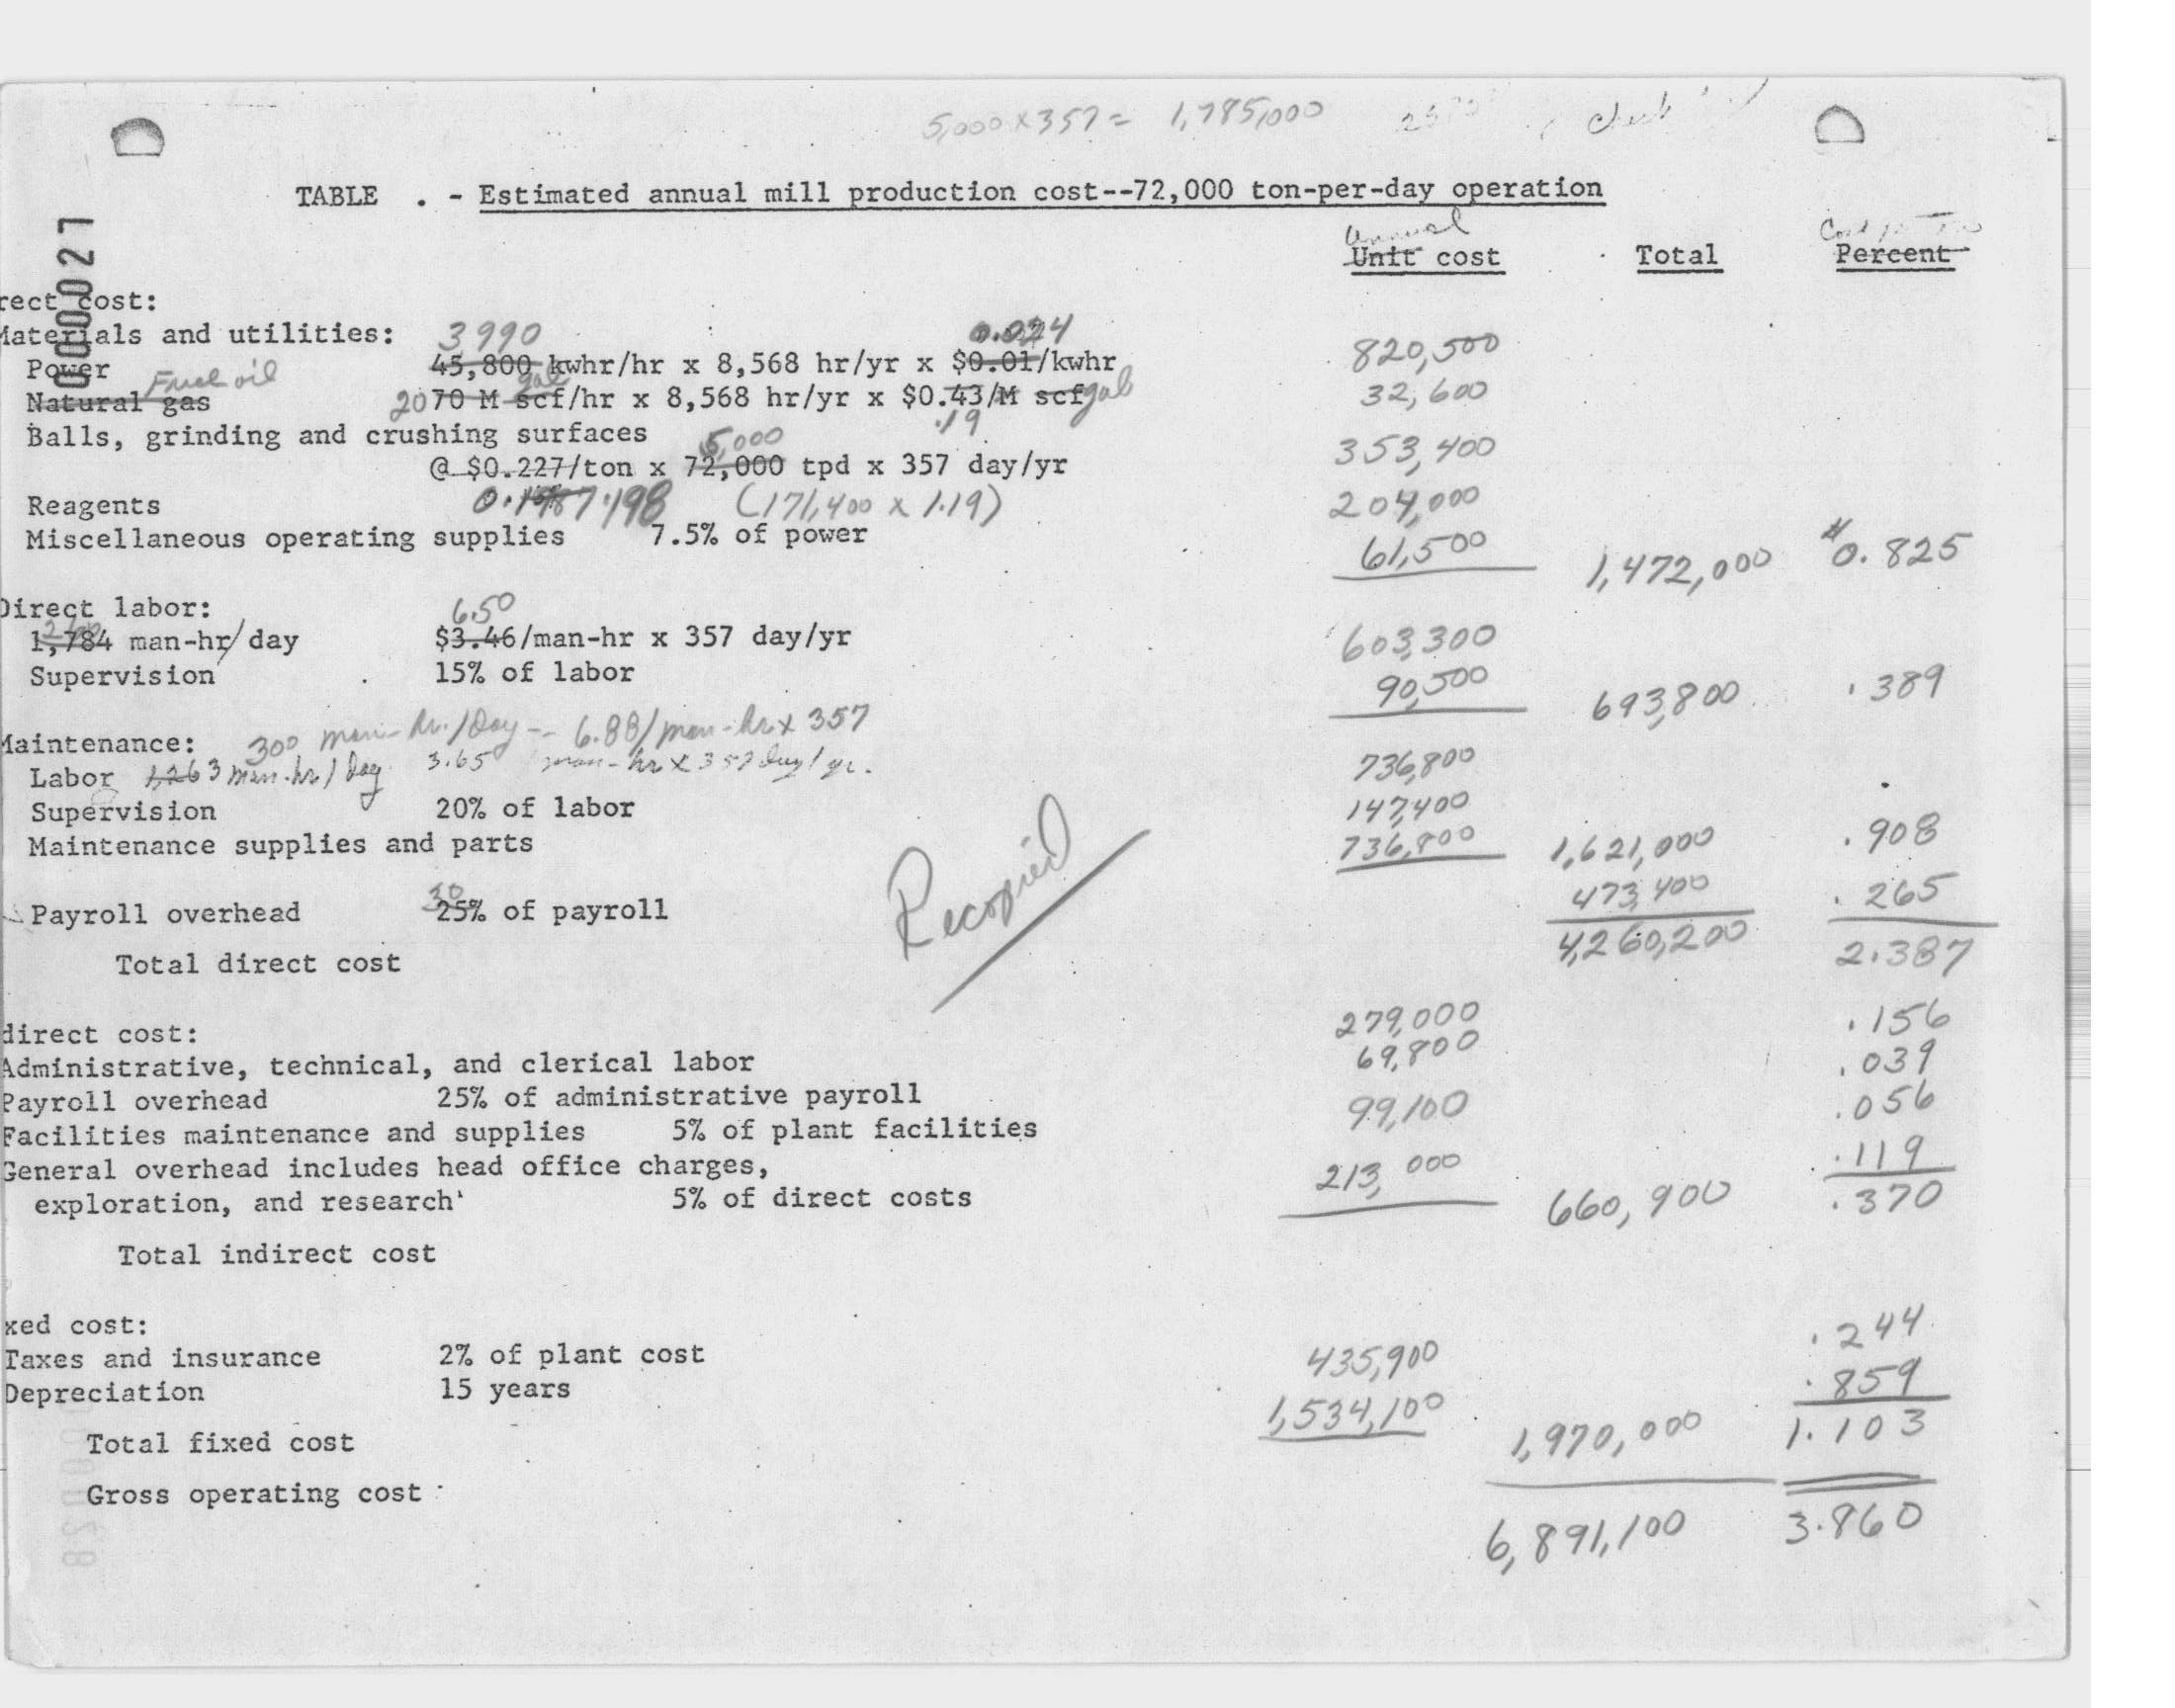 5,000 x 357 = 1,785,000 check
TABLE . - Estimated annual mill production cost--72,000 ton-per-day operation
000027
Annual
Unit cost Total Percent
rect cost:
Materials and utilities: 3,990 0.024
Power 45,800 kwhr/hr x 8,568 hr/yr x $0.01/kwhr 820,500
Fuel oil gal
Natural gas 2070 M scf/hr x 8,568 hr/yr x $0.43/M scf gal 32,600
.19
Balls, grinding and crushing surfaces 5,000 353,400
@ $0.227/ton x 72,000 tpd x 357 day/yr
Reagents .198 (171,400 x 1.19) 204,000
Miscellaneous operating supplies 7.5% of power 61,500 1,472,000 $0.825
Direct labor: 6.50
1,784 man-hr/day $3.46/man-hr x 357 day/yr 603,300
Supervision 15% of labor 90,500 693,800 .389
300 man-hr./Day -- 6.88/man-hr x 357
Maintenance:
Labor 1,263 man-hr/Day 3.65 man-hr x 357 day/yr. 736,800
Supervision 20% of labor 147,400
Maintenance supplies and parts 736,800 1,621,000 .908
30
Payroll overhead 25% of payroll 473,400 .265
Total direct cost 4,260,200 2.387
Recopied
direct cost:
Administrative, technical, and clerical labor 279,000 .156
Payroll overhead 25% of administrative payroll 69,800 .039
Facilities maintenance and supplies 5% of plant facilities 99,100 .056
General overhead includes head office charges,
exploration, and research 5% of direct costs 213,000 .119
Total indirect cost 660,900 .370
xed cost:
Taxes and insurance 2% of plant cost 435,900 .244
Depreciation 15 years 1,534,100 .859
Total fixed cost 1,970,000 1.103
Gross operating cost 6,891,100 3.860